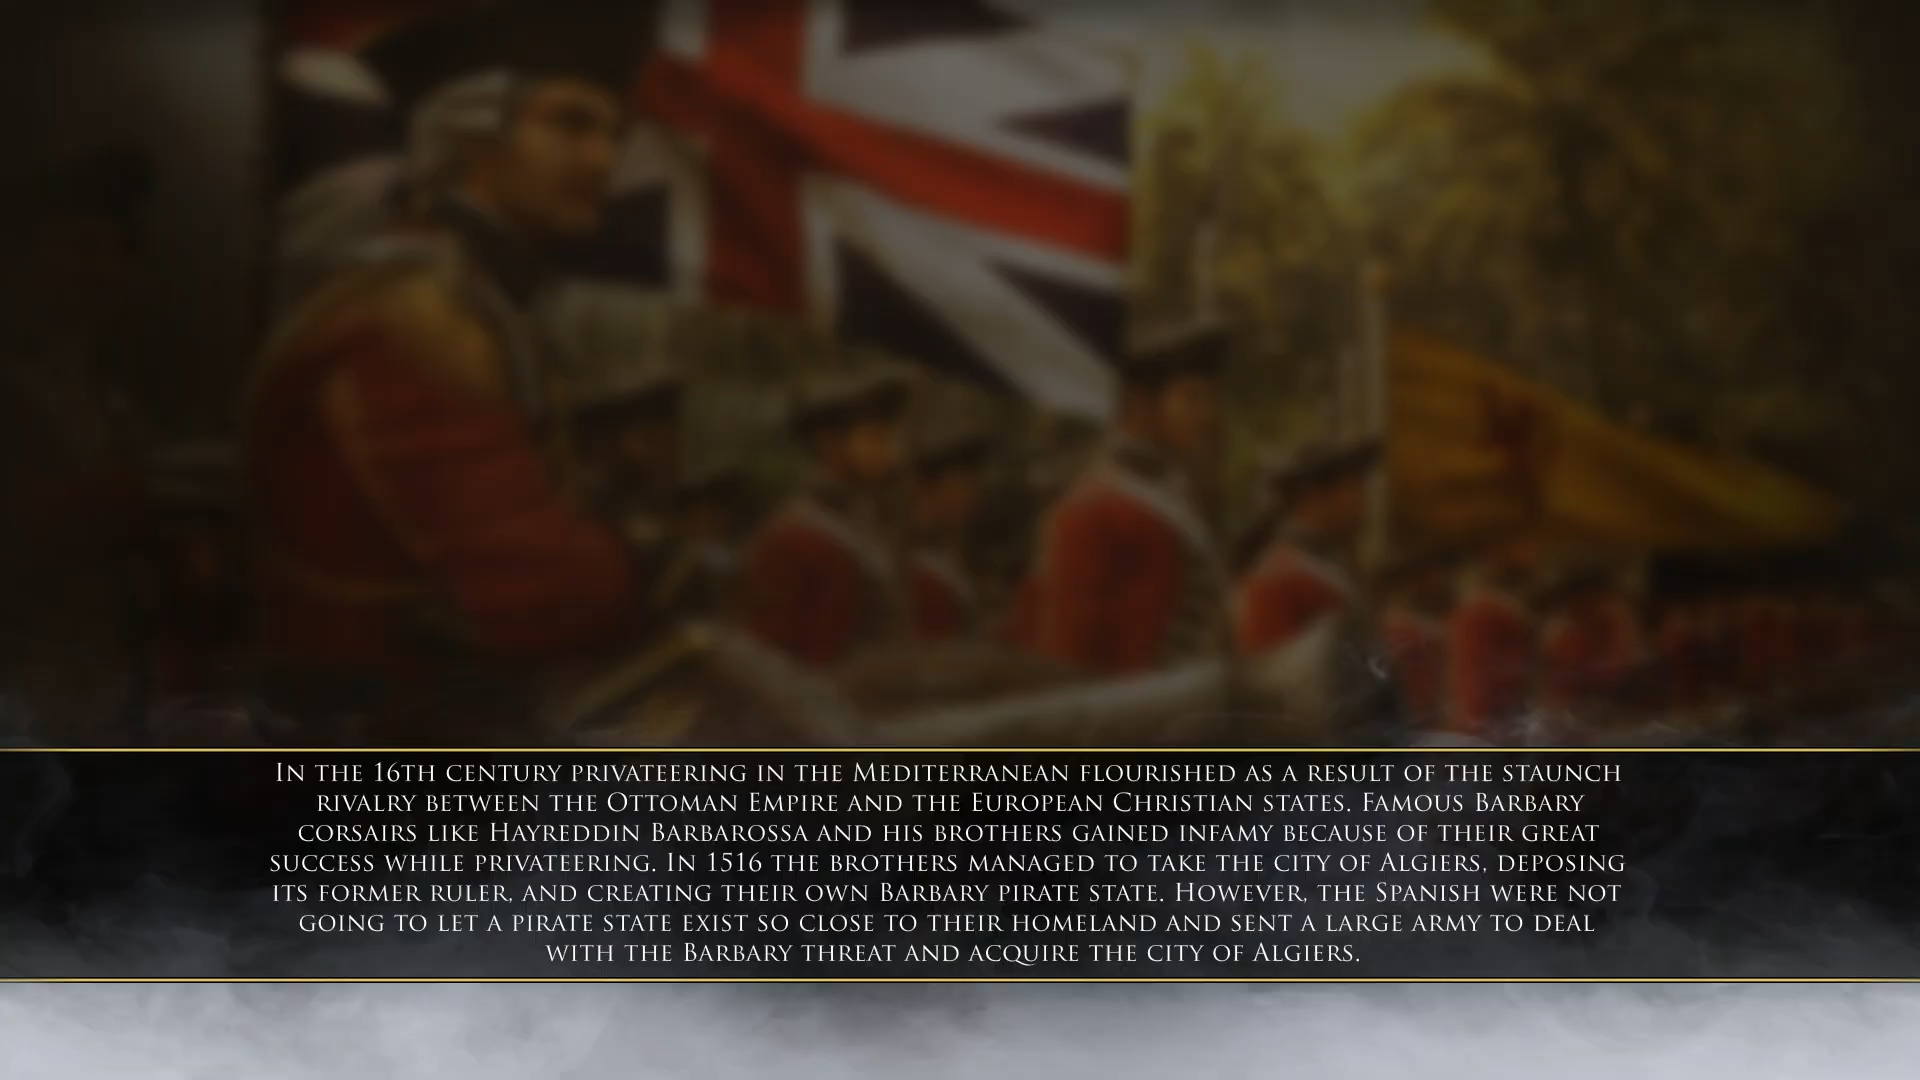 In the 16th century privateering in the Mediterranean flourished as a result of the staunch
rivalry between the Ottoman Empire and the European Christian states. Famous Barbary
corsairs like Hayreddin Barbarossa and his brothers gained infamy because of their great
success while privateering. In 1516 the brothers managed to take the city of Algiers, deposing
its former ruler, and creating their own Barbary pirate state. However, the Spanish were not
going to let a pirate state exist so close to their homeland and sent a large army to deal
with the Barbary threat and acquire the city of Algiers.